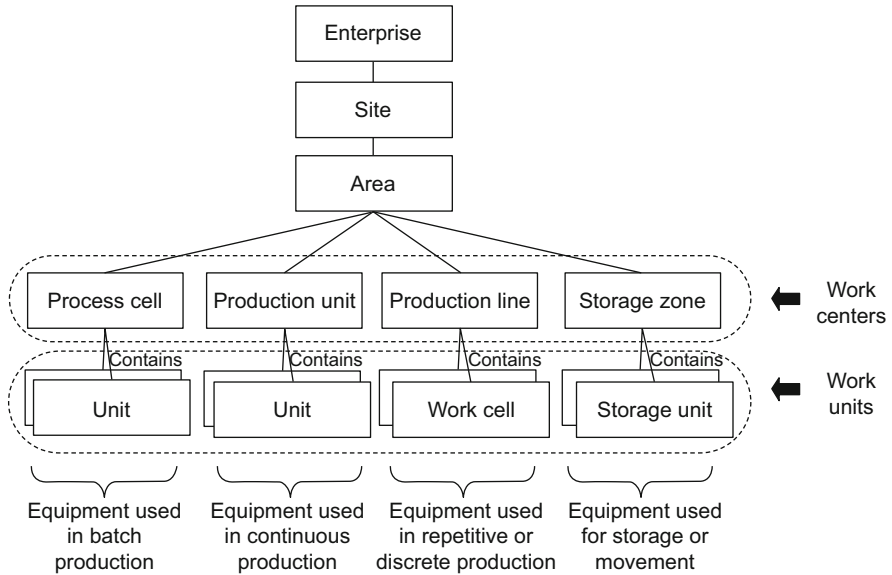 Enterprise
Site
Area
Process cell
Production unit
Production line
Storage zone
Work
centers
Contains
Contains
Contains
Contains
Unit
Unit
Work cell
Storage unit
Work
units
Equipment used
in batch
production
Equipment used
in continuous
production
Equipment used
in repetitive or
discrete production
Equipment used
for storage or
movement